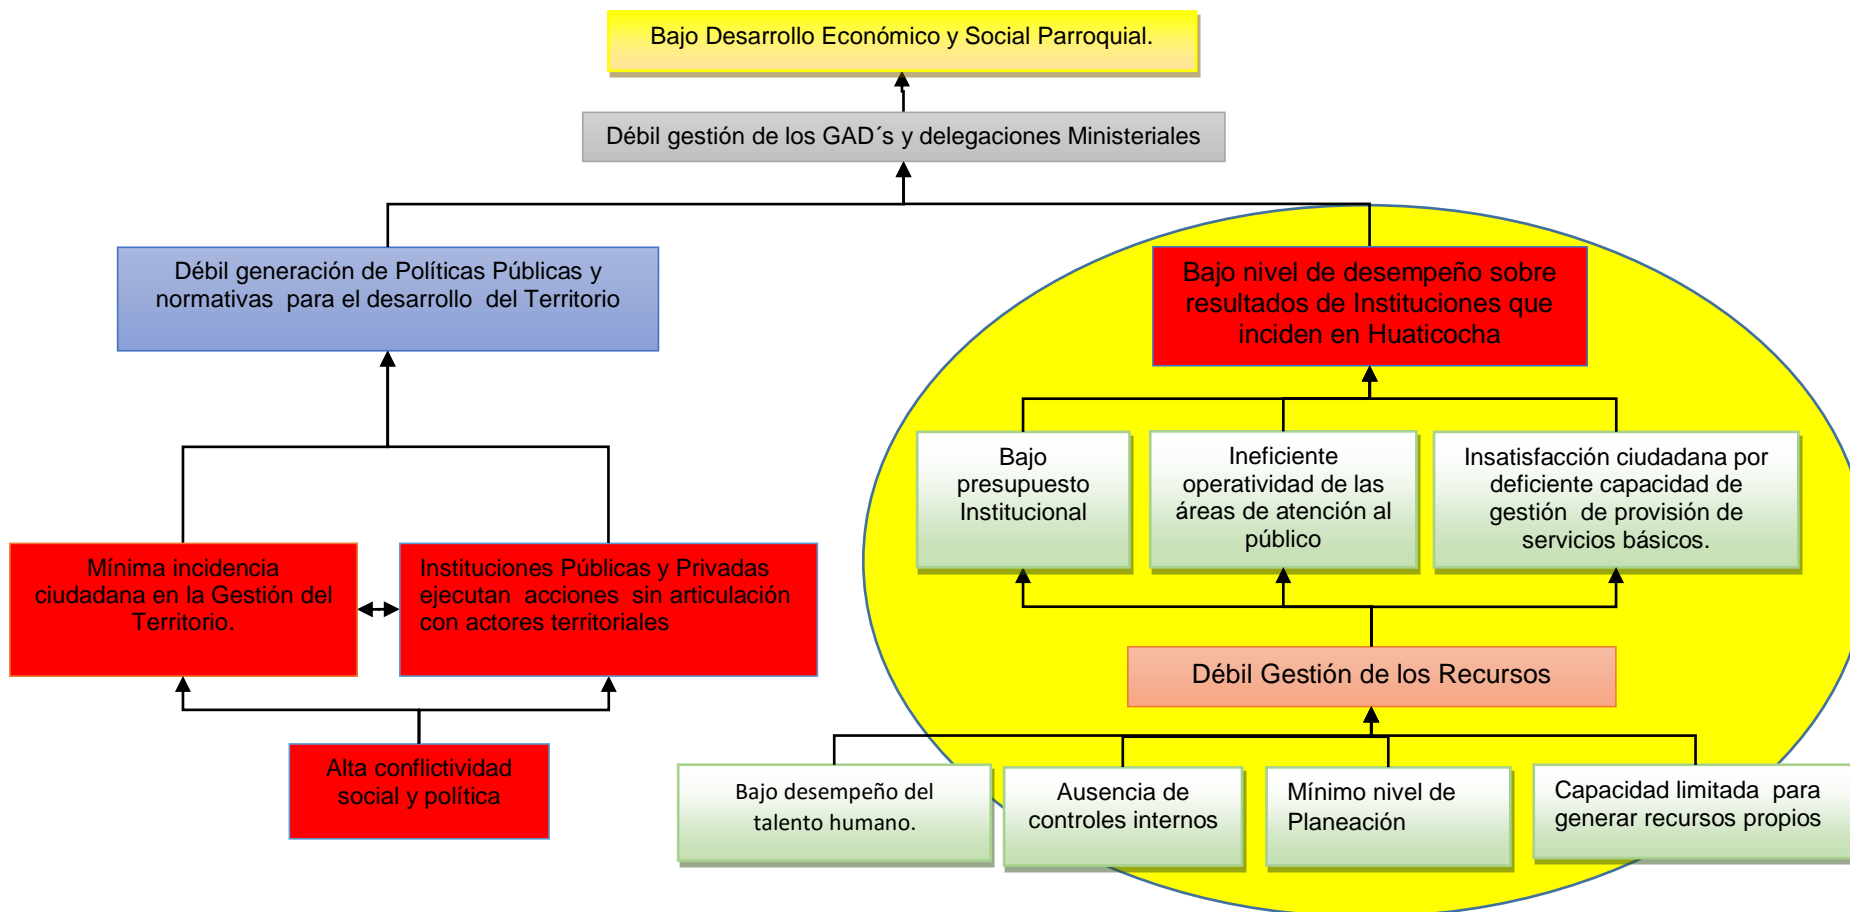 Bajo Desarrollo Económico y Social Parroquial.
Débil gestión de los GAD´s y delegaciones Ministeriales
Débil generación de Políticas Públicas y
normativas para el desarrollo del Territorio
Bajo nivel de desempeño sobre
resultados de Instituciones que
inciden en Huaticocha
Bajo
presupuesto
Institucional
Ineficiente
operatividad de las
áreas de atención al
público
Insatisfacción ciudadana por
deficiente capacidad de
gestión de provisión de
servicios básicos.
Mínima incidencia
ciudadana en la Gestión del
Territorio.
Instituciones Públicas y Privadas
ejecutan acciones sin articulación
con actores territoriales
Débil Gestión de los Recursos
Alta conflictividad
social y política
Bajo desempeño del
talento humano.
Ausencia de
controles internos
Mínimo nivel de
Planeación
Capacidad limitada para
generar recursos propios